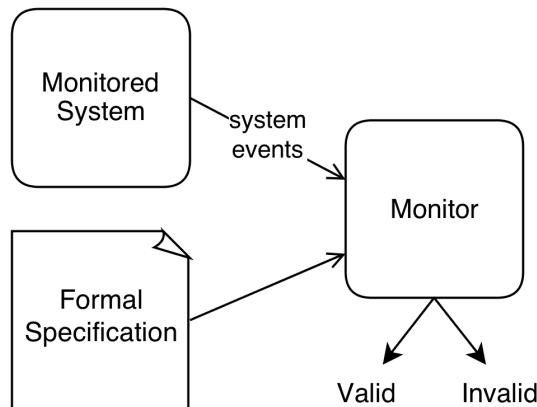 Monitored
System
system
events
Monitor
Formal
Specification
Valid
Invalid